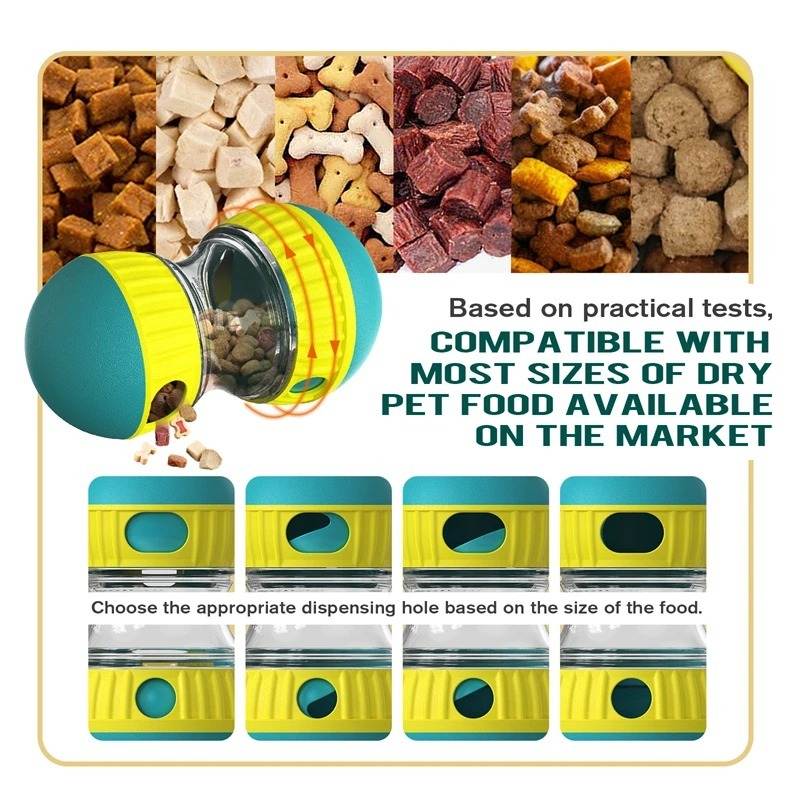 Based on practical tests,
COMPATIBLE WITH
MOST SIZES OF DRY
PET FOOD AVAILABLE
ON THE MARKET
Choose the appropriate dispensing hole based on the size of the food.